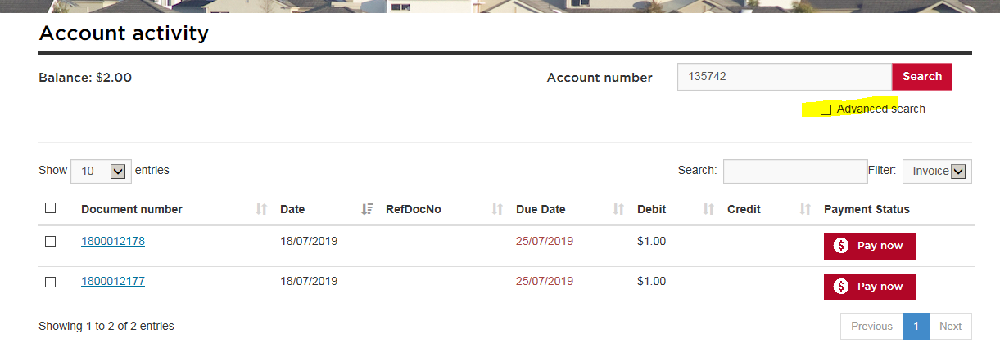 Account activity
Balance: $2.00 Account number 135742 Search
Advanced search
Show 10 entries Search: Filter: Invoice
Document number Date RefDocNo Due Date Debit Credit Payment Status
1800012178 18/07/2019 25/07/2019 $1.00 $ Pay now
1800012177 18/07/2019 25/07/2019 $1.00 $ Pay now
Showing 1 to 2 of 2 entries Previous 1 Next